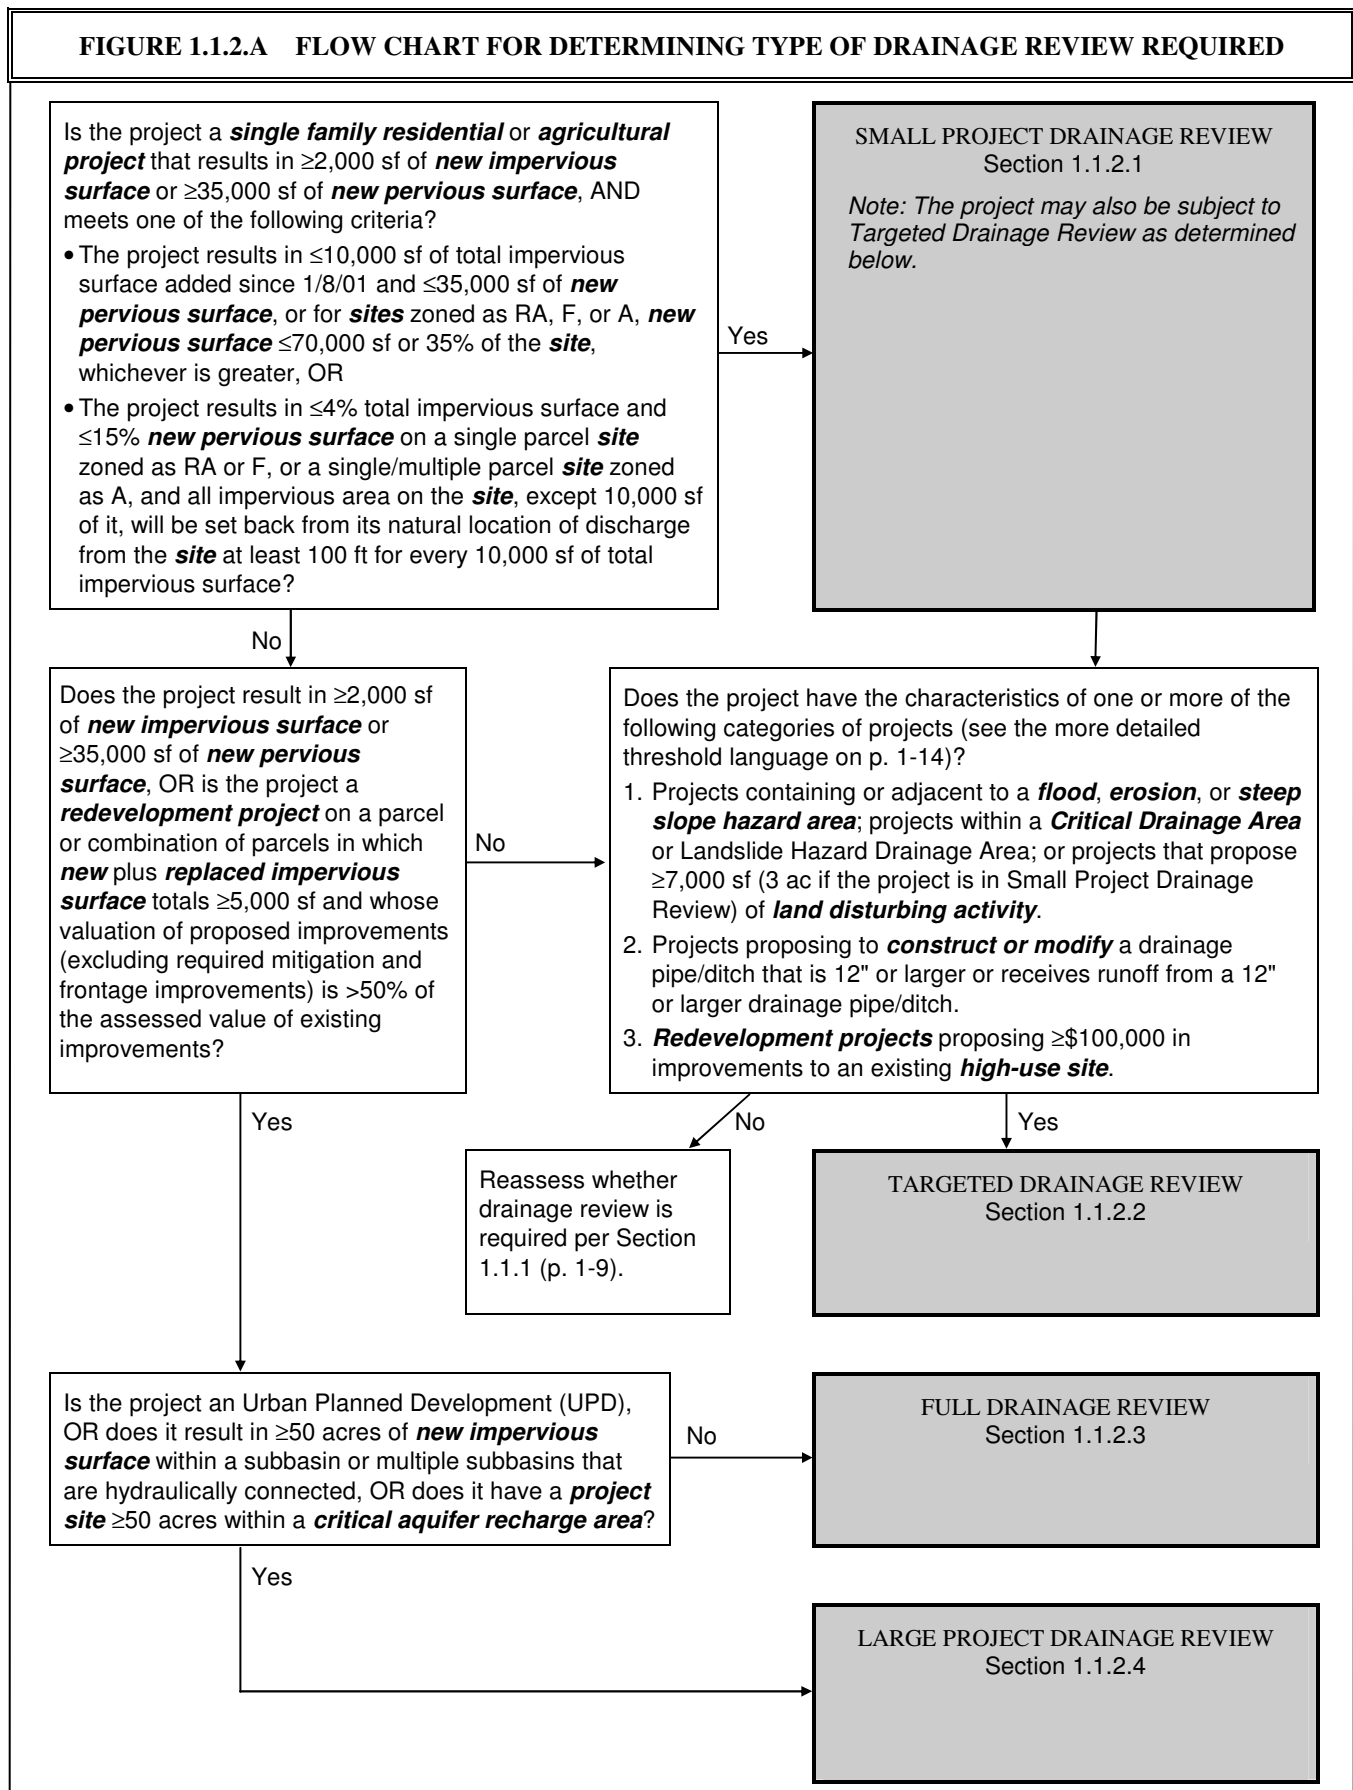 FIGURE 1.1.2.A FLOW CHART FOR DETERMINING TYPE OF DRAINAGE REVIEW REQUIRED
Is the project a single family residential or agricultural
project that results in ≥2,000 sf of new impervious
surface or ≥35,000 sf of new pervious surface, AND
meets one of the following criteria?
• The project results in ≤10,000 sf of total impervious
surface added since 1/8/01 and ≤35,000 sf of new
pervious surface, or for sites zoned as RA, F, or A, new
pervious surface ≤70,000 sf or 35% of the site,
whichever is greater, OR
• The project results in ≤4% total impervious surface and
≤15% new pervious surface on a single parcel site
zoned as RA or F, or a single/multiple parcel site zoned
as A, and all impervious area on the site, except 10,000 sf
of it, will be set back from its natural location of discharge
from the site at least 100 ft for every 10,000 sf of total
impervious surface?
Yes
SMALL PROJECT DRAINAGE REVIEW
Section 1.1.2.1
Note: The project may also be subject to
Targeted Drainage Review as determined
below.
No
Does the project result in ≥2,000 sf
of new impervious surface or
≥35,000 sf of new pervious
surface, OR is the project a
redevelopment project on a parcel
or combination of parcels in which
new plus replaced impervious
surface totals ≥5,000 sf and whose
valuation of proposed improvements
(excluding required mitigation and
frontage improvements) is >50% of
the assessed value of existing
improvements?
No
Does the project have the characteristics of one or more of the
following categories of projects (see the more detailed
threshold language on p. 1-14)?
1. Projects containing or adjacent to a flood, erosion, or steep
slope hazard area; projects within a Critical Drainage Area
or Landslide Hazard Drainage Area; or projects that propose
≥7,000 sf (3 ac if the project is in Small Project Drainage
Review) of land disturbing activity.
2. Projects proposing to construct or modify a drainage
pipe/ditch that is 12" or larger or receives runoff from a 12"
or larger drainage pipe/ditch.
3. Redevelopment projects proposing ≥$100,000 in
improvements to an existing high-use site.
Yes
No
Yes
Reassess whether
drainage review is
required per Section
1.1.1 (p. 1-9).
TARGETED DRAINAGE REVIEW
Section 1.1.2.2
Is the project an Urban Planned Development (UPD),
OR does it result in ≥50 acres of new impervious
surface within a subbasin or multiple subbasins that
are hydraulically connected, OR does it have a project
site ≥50 acres within a critical aquifer recharge area?
No
FULL DRAINAGE REVIEW
Section 1.1.2.3
Yes
LARGE PROJECT DRAINAGE REVIEW
Section 1.1.2.4